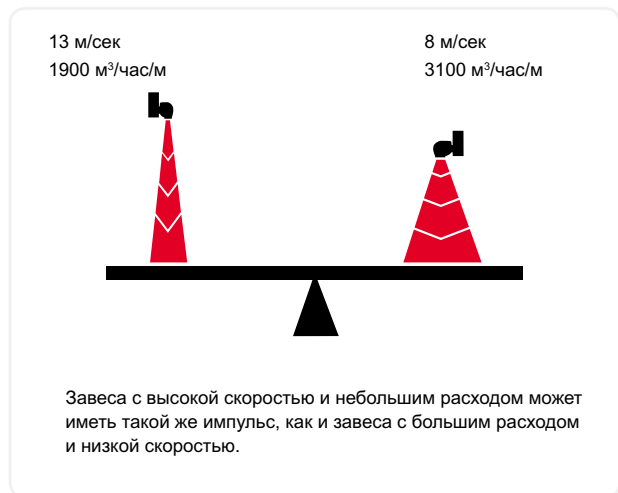 13 м/сек
1900 м³/час/м
8 м/сек
3100 м³/час/м
Завеса с высокой скоростью и небольшим расходом может
иметь такой же импульс, как и завеса с большим расходом
и низкой скоростью.